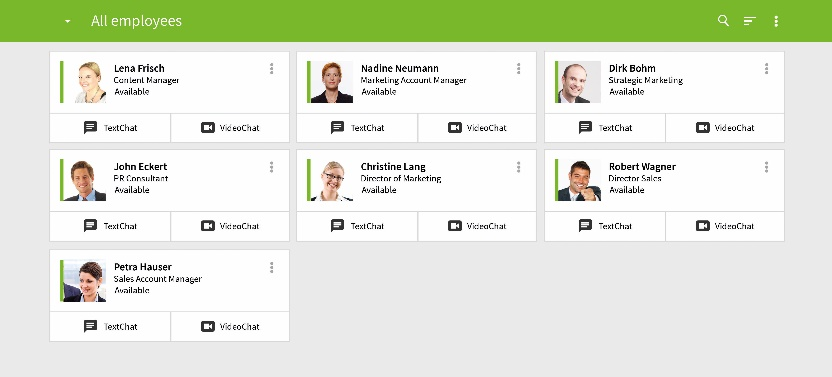 All employees
Lena Frisch
Content Manager
Available
TextChat
VideoChat
Nadine Neumann
Marketing Account Manager
Available
TextChat
VideoChat
Dirk Bohm
Strategic Marketing
Available
TextChat
VideoChat
John Eckert
PR Consultant
Available
TextChat
VideoChat
Christine Lang
Director of Marketing
Available
TextChat
VideoChat
Robert Wagner
Director Sales
Available
TextChat
VideoChat
Petra Hauser
Sales Account Manager
Available
TextChat
VideoChat